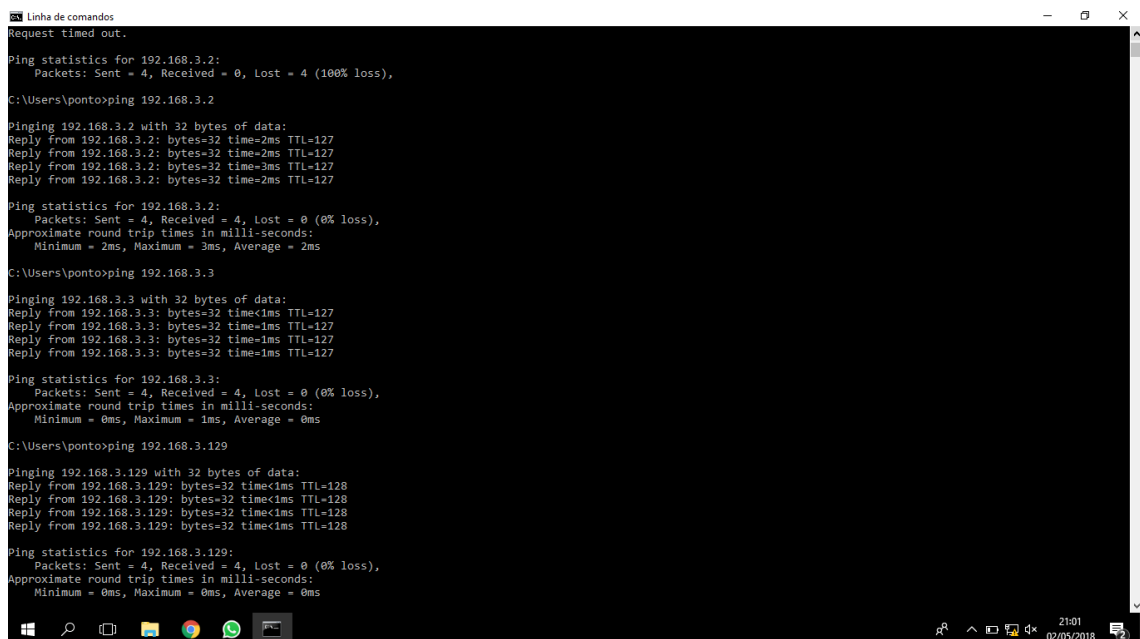 Linha de comandos
Request timed out.
Ping statistics for 192.168.3.2:
Packets: Sent = 4, Received = 0, Lost = 4 (100% loss),
C:\Users\ponto>ping 192.168.3.2
Pinging 192.168.3.2 with 32 bytes of data:
Reply from 192.168.3.2: bytes=32 time=2ms TTL=127
Reply from 192.168.3.2: bytes=32 time=2ms TTL=127
Reply from 192.168.3.2: bytes=32 time=3ms TTL=127
Reply from 192.168.3.2: bytes=32 time=2ms TTL=127
Ping statistics for 192.168.3.2:
Packets: Sent = 4, Received = 4, Lost = 0 (0% loss),
Approximate round trip times in milli-seconds:
Minimum = 2ms, Maximum = 3ms, Average = 2ms
C:\Users\ponto>ping 192.168.3.3
Pinging 192.168.3.3 with 32 bytes of data:
Reply from 192.168.3.3: bytes=32 time<1ms TTL=127
Reply from 192.168.3.3: bytes=32 time=1ms TTL=127
Reply from 192.168.3.3: bytes=32 time=1ms TTL=127
Reply from 192.168.3.3: bytes=32 time=1ms TTL=127
Ping statistics for 192.168.3.3:
Packets: Sent = 4, Received = 4, Lost = 0 (0% loss),
Approximate round trip times in milli-seconds:
Minimum = 0ms, Maximum = 1ms, Average = 0ms
C:\Users\ponto>ping 192.168.3.129
Pinging 192.168.3.129 with 32 bytes of data:
Reply from 192.168.3.129: bytes=32 time<1ms TTL=128
Reply from 192.168.3.129: bytes=32 time<1ms TTL=128
Reply from 192.168.3.129: bytes=32 time<1ms TTL=128
Reply from 192.168.3.129: bytes=32 time<1ms TTL=128
Ping statistics for 192.168.3.129:
Packets: Sent = 4, Received = 4, Lost = 0 (0% loss),
Approximate round trip times in milli-seconds:
Minimum = 0ms, Maximum = 0ms, Average = 0ms
21:01
02/05/2018